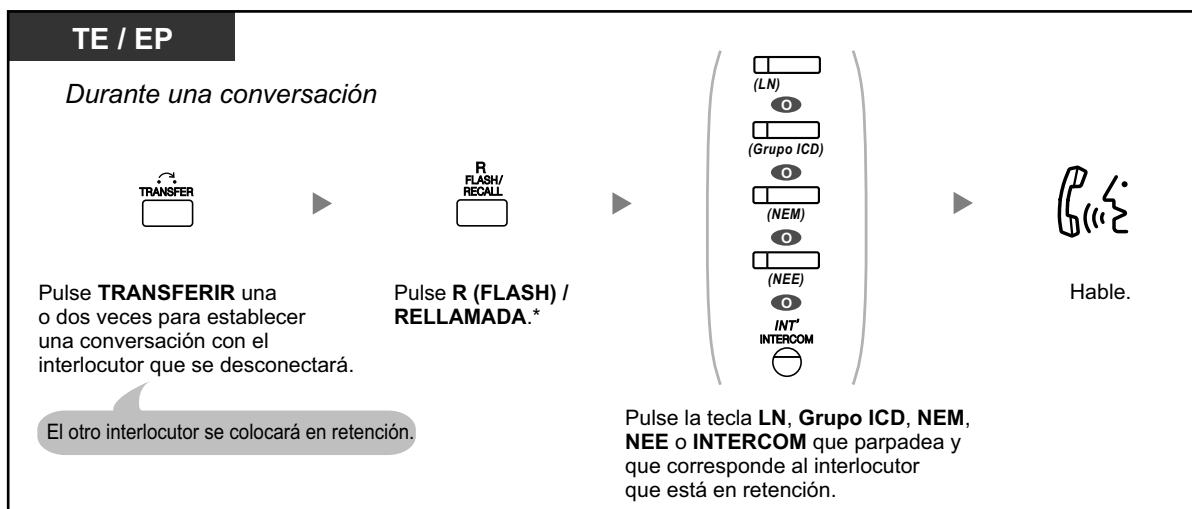 TE / EP
Durante una conversación
TRANSFER
R
FLASH/
RECALL
(LN)
O
(Grupo ICD)
O
(NEM)
O
(NEE)
O
INT'
INTERCOM
Pulse TRANSFERIR una
o dos veces para establecer
una conversación con el
interlocutor que se desconectará.
El otro interlocutor se colocará en retención.
Pulse R (FLASH) /
RELLAMADA.*
Pulse la tecla LN, Grupo ICD, NEM,
NEE o INTERCOM que parpadea y
que corresponde al interlocutor
que está en retención.
Hable.